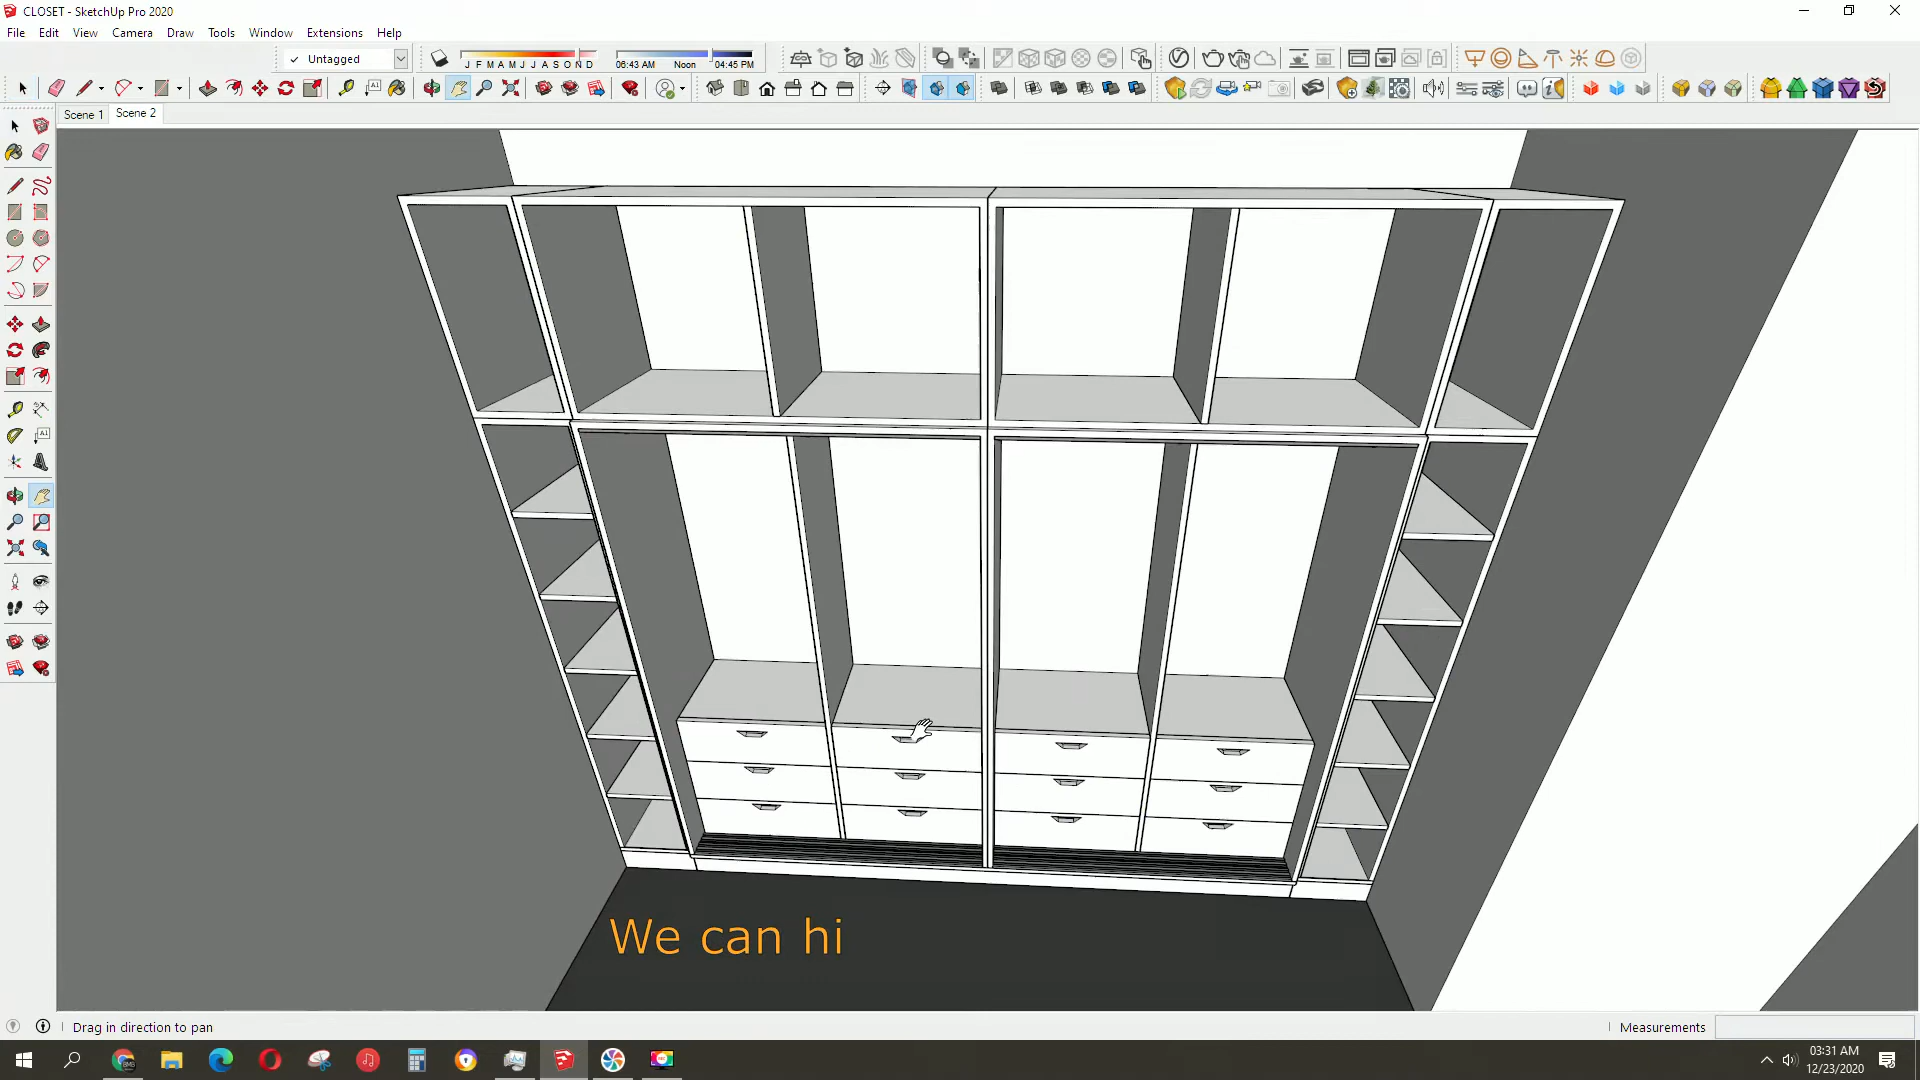 CLOSET - SketchUp Pro 2020
File Edit View Camera Draw Tools Window Extensions Help
Untagged
J F M A M J J A S O N D
06:43 AM Noon 04:45 PM
Scene 1 Scene 2
We can hi
Drag in direction to pan
Measurements
03:31 AM
12/23/2020